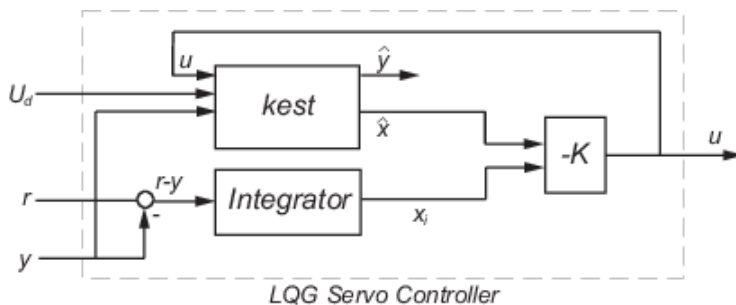 u
ŷ
U_d
kest
x̂
u
-K
r-y
r
-
Integrator
x_i
y
LQG Servo Controller